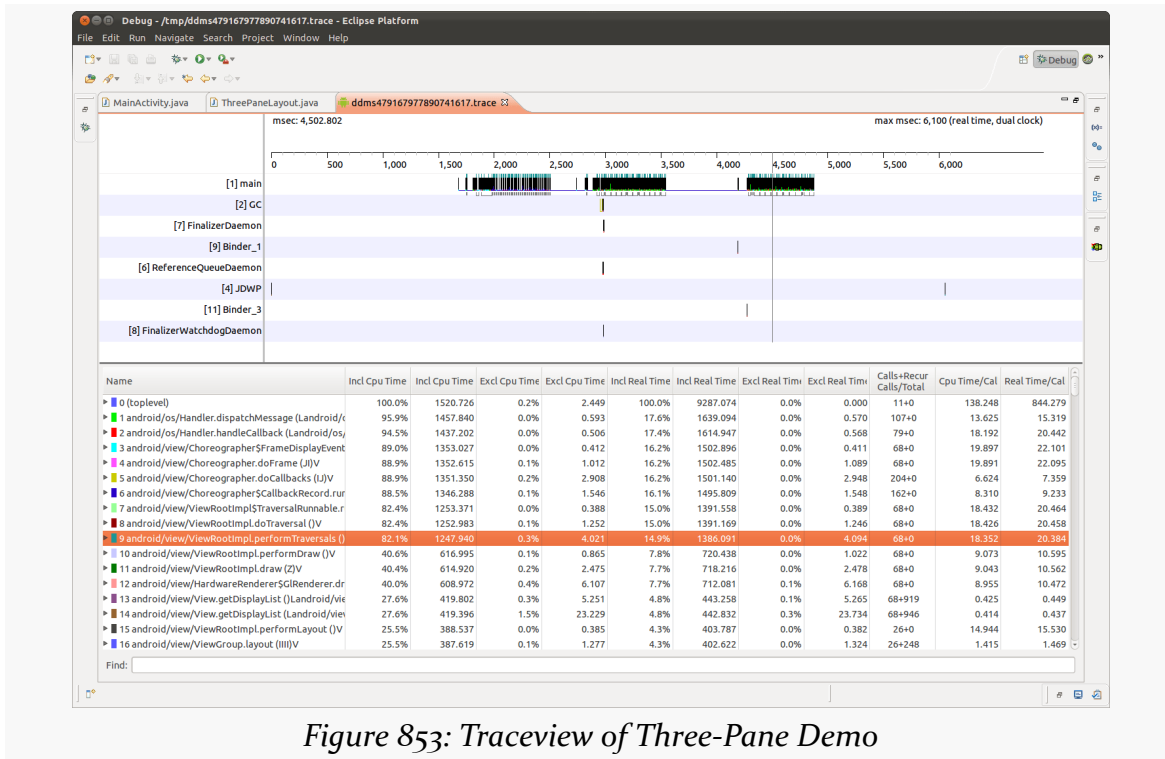 Debug - /tmp/ddms479167977890741617.trace - Eclipse Platform
File Edit Run Navigate Search Project Window Help
Debug »
MainActivity.java ThreePaneLayout.java ddms479167977890741617.trace
msec: 4,502.802 max msec: 6,100 (real time, dual clock)
0 500 1,000 1,500 2,000 2,500 3,000 3,500 4,000 4,500 5,000 5,500 6,000
[1] main
[2] GC
[7] FinalizerDaemon
[9] Binder_1
[6] ReferenceQueueDaemon
[4] JDWP
[11] Binder_3
[8] FinalizerWatchdogDaemon
Name Incl Cpu Time Incl Cpu Time Excl Cpu Time Excl Cpu Time Incl Real Time Incl Real Time Excl Real Time Excl Real Time Calls+Recur Calls/Total Cpu Time/Cal Real Time/Cal
0 (toplevel) 100.0% 1520.726 0.2% 2.449 100.0% 9287.074 0.0% 0.000 11+0 138.248 844.279
1 android/os/Handler.dispatchMessage (Landroid/o 95.9% 1457.840 0.0% 0.593 17.6% 1639.094 0.0% 0.570 107+0 13.625 15.319
2 android/os/Handler.handleCallback (Landroid/os/ 94.5% 1437.202 0.0% 0.506 17.4% 1614.947 0.0% 0.568 79+0 18.192 20.442
3 android/view/Choreographer$FrameDisplayEvent 89.0% 1353.027 0.0% 0.412 16.2% 1502.896 0.0% 0.411 68+0 19.897 22.101
4 android/view/Choreographer.doFrame (JI)V 88.9% 1352.615 0.1% 1.012 16.2% 1502.485 0.0% 1.089 68+0 19.891 22.095
5 android/view/Choreographer.doCallbacks (IJ)V 88.9% 1351.350 0.2% 2.908 16.2% 1501.140 0.0% 2.948 204+0 6.624 7.359
6 android/view/Choreographer$CallbackRecord.rur 88.5% 1346.288 0.1% 1.546 16.1% 1495.809 0.0% 1.548 162+0 8.310 9.233
7 android/view/ViewRootImpl$TraversalRunnable.r 82.4% 1253.371 0.0% 0.388 15.0% 1391.558 0.0% 0.389 68+0 18.432 20.464
8 android/view/ViewRootImpl.doTraversal ()V 82.4% 1252.983 0.1% 1.252 15.0% 1391.169 0.0% 1.246 68+0 18.426 20.458
9 android/view/ViewRootImpl.performTraversals () 82.1% 1247.940 0.3% 4.021 14.9% 1386.091 0.0% 4.094 68+0 18.352 20.384
10 android/view/ViewRootImpl.performDraw ()V 40.6% 616.995 0.1% 0.865 7.8% 720.438 0.0% 1.022 68+0 9.073 10.595
11 android/view/ViewRootImpl.draw (Z)V 40.4% 614.920 0.2% 2.475 7.7% 718.216 0.0% 2.478 68+0 9.043 10.562
12 android/view/HardwareRenderer$GlRenderer.dr 40.0% 608.972 0.4% 6.107 7.7% 712.081 0.1% 6.168 68+0 8.955 10.472
13 android/view/View.getDisplayList ()Landroid/vie 27.6% 419.802 0.3% 5.251 4.8% 443.258 0.1% 5.265 68+919 0.425 0.449
14 android/view/View.getDisplayList (Landroid/view 27.6% 419.396 1.5% 23.229 4.8% 442.832 0.3% 23.734 68+946 0.414 0.437
15 android/view/ViewRootImpl.performLayout ()V 25.5% 388.537 0.0% 0.385 4.3% 403.787 0.0% 0.382 26+0 14.944 15.530
16 android/view/ViewGroup.layout (IIII)V 25.5% 387.619 0.1% 1.277 4.3% 402.622 0.0% 1.324 26+248 1.415 1.469
Find:
Figure 853: Traceview of Three-Pane Demo